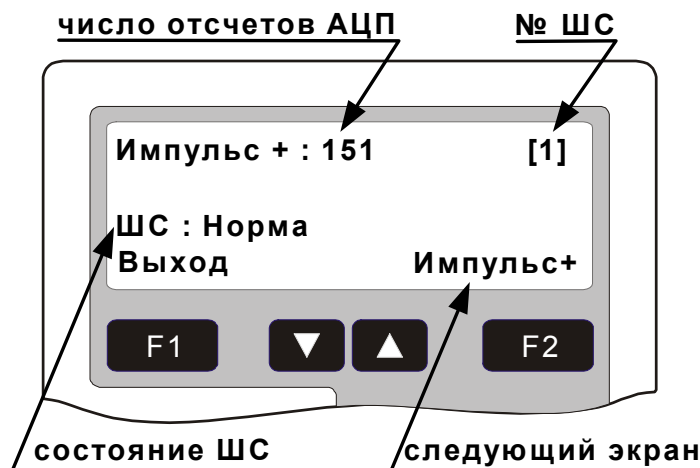 число отсчетов АЦП № ШС
Импульс + : 151 [1]
ШС : Норма
Выход Импульс+
F1 F2
состояние ШС следующий экран